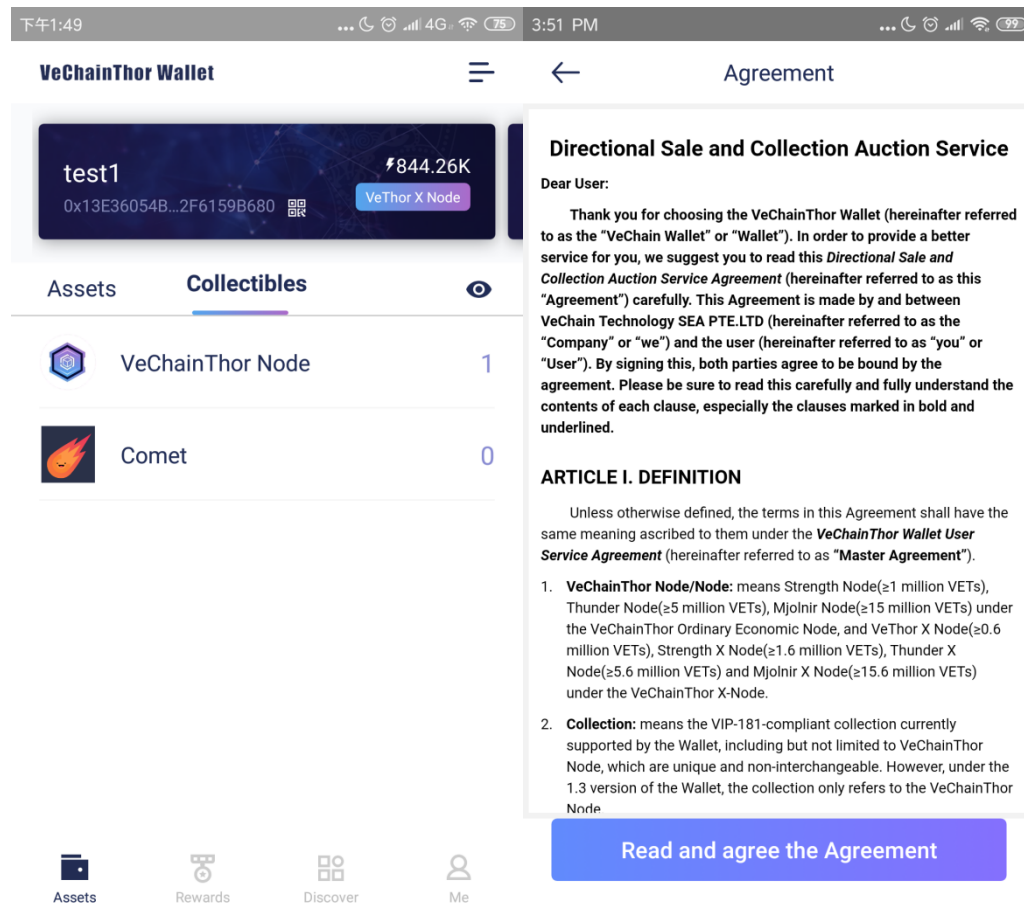 下午1:49
4G
75
VeChainThor Wallet
test1
844.26K
0x13E36054B...2F6159B680
VeThor X Node
Assets
Collectibles
VeChainThor Node
1
Comet
0
Assets
Rewards
Discover
Me
3:51 PM
99
Agreement
Directional Sale and Collection Auction Service
Dear User:
Thank you for choosing the VeChainThor Wallet (hereinafter referred
to as the “VeChain Wallet” or “Wallet”). In order to provide a better
service for you, we suggest you to read this Directional Sale and
Collection Auction Service Agreement (hereinafter referred to as this
“Agreement”) carefully. This Agreement is made by and between
VeChain Technology SEA PTE.LTD (hereinafter referred to as the
“Company” or “we”) and the user (hereinafter referred to as “you” or
“User”). By signing this, both parties agree to be bound by the
agreement. Please be sure to read this carefully and fully understand the
contents of each clause, especially the clauses marked in bold and
underlined.
ARTICLE I. DEFINITION
Unless otherwise defined, the terms in this Agreement shall have the
same meaning ascribed to them under the VeChainThor Wallet User
Service Agreement (hereinafter referred to as “Master Agreement”).
1. VeChainThor Node/Node: means Strength Node(≥1 million VETs),
Thunder Node(≥5 million VETs), Mjolnir Node(≥15 million VETs) under
the VeChainThor Ordinary Economic Node, and VeThor X Node(≥0.6
million VETs), Strength X Node(≥1.6 million VETs), Thunder X
Node(≥5.6 million VETs) and Mjolnir X Node(≥15.6 million VETs)
under the VeChainThor X-Node.
2. Collection: means the VIP-181-compliant collection currently
supported by the Wallet, including but not limited to VeChainThor
Node, which are unique and non-interchangeable. However, under the
1.3 version of the Wallet, the collection only refers to the VeChainThor
Node
Read and agree the Agreement